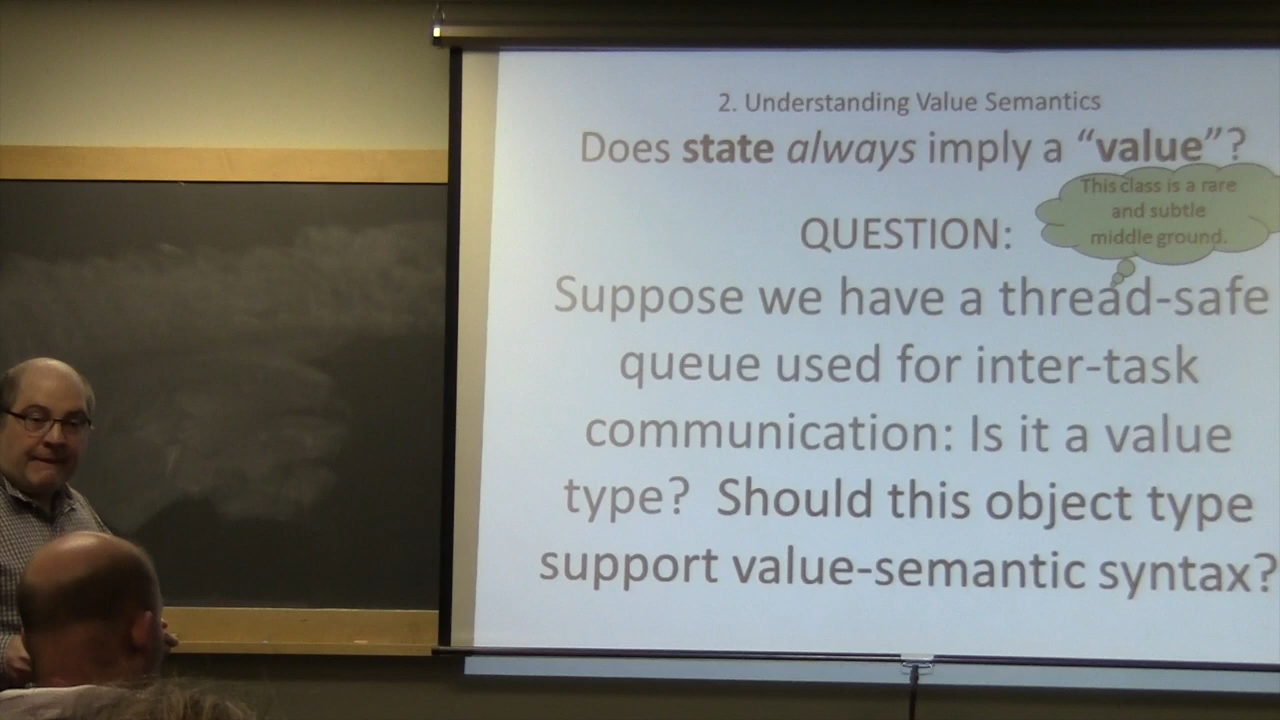 2. Understanding Value Semantics
Does state always imply a “value”?
This class is a rare
and subtle
middle ground.
QUESTION:
Suppose we have a thread-safe
queue used for inter-task
communication: Is it a value
type? Should this object type
support value-semantic syntax?